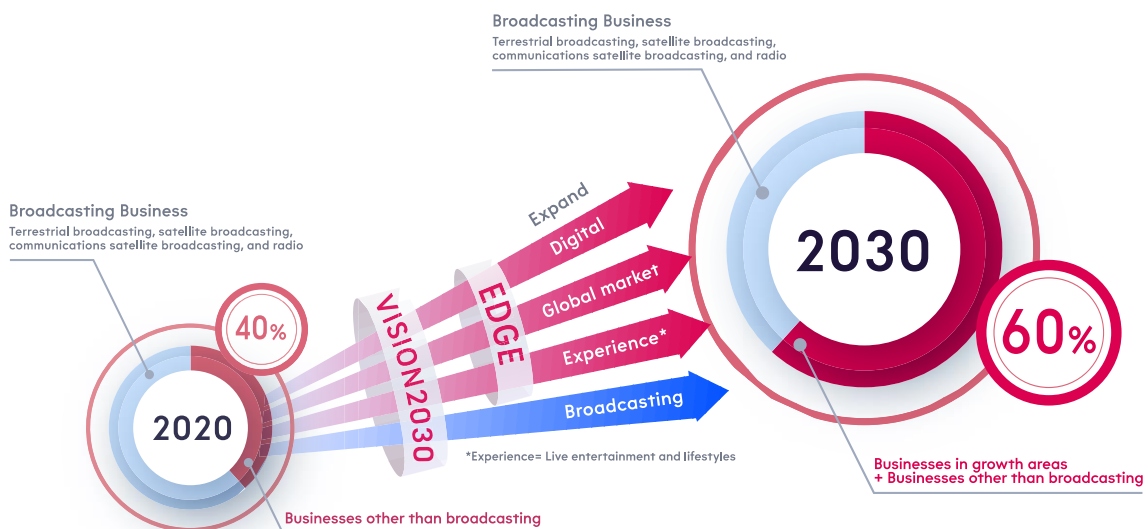 Broadcasting Business
Terrestrial broadcasting, satellite broadcasting,
communications satellite broadcasting, and radio
2030
60%
Businesses in growth areas
+ Businesses other than broadcasting
Expand
Digital
Global market
Experience*
Broadcasting
EDGE
ViSION2030
*Experience= Live entertainment and lifestyles
Broadcasting Business
Terrestrial broadcasting, satellite broadcasting,
communications satellite broadcasting, and radio
40%
2020
Businesses other than broadcasting